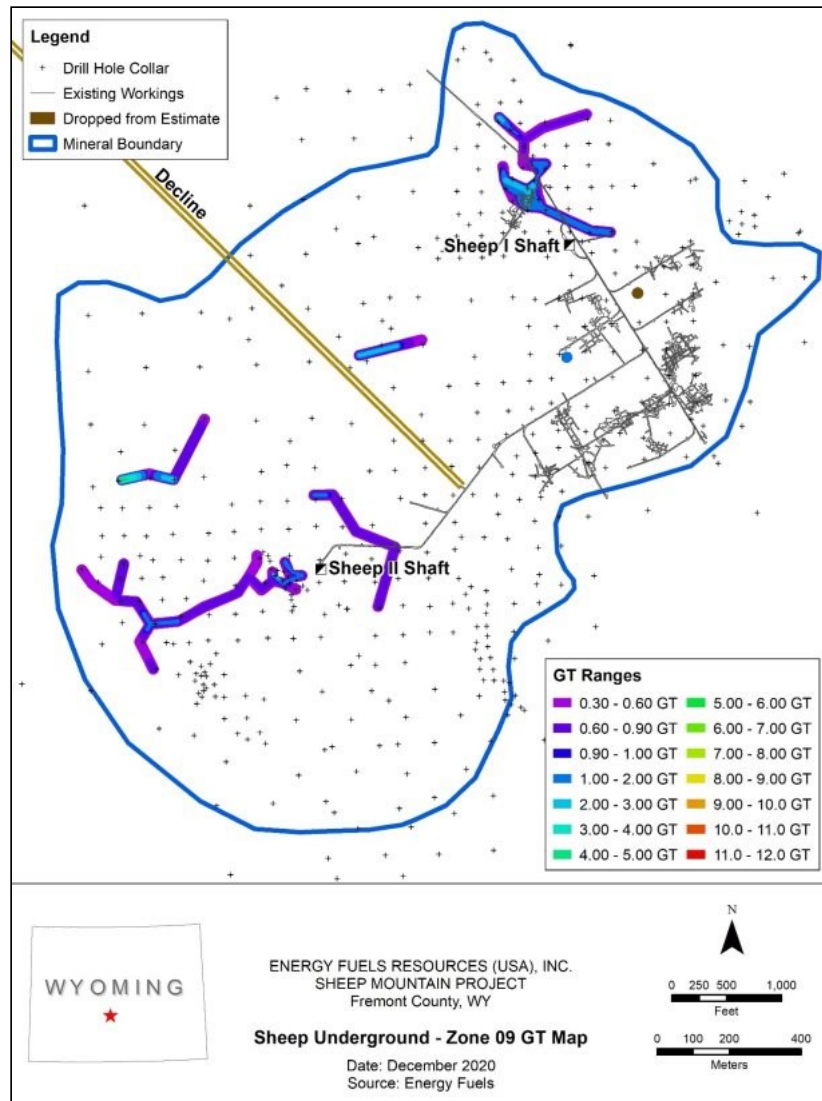 Legend
Drill Hole Collar
Existing Workings
Dropped from Estimate
Mineral Boundary
Decline
Sheep I Shaft
Sheep II Shaft
GT Ranges
0.30 - 0.60 GT
0.60 - 0.90 GT
0.90 - 1.00 GT
1.00 - 2.00 GT
2.00 - 3.00 GT
3.00 - 4.00 GT
4.00 - 5.00 GT
5.00 - 6.00 GT
6.00 - 7.00 GT
7.00 - 8.00 GT
8.00 - 9.00 GT
9.00 - 10.0 GT
10.0 - 11.0 GT
11.0 - 12.0 GT
WYOMING
ENERGY FUELS RESOURCES (USA), INC.
SHEEP MOUNTAIN PROJECT
Fremont County, WY
Sheep Underground - Zone 09 GT Map
Date: December 2020
Source: Energy Fuels
N
0 250 500 1,000
Feet
0 100 200 400
Meters